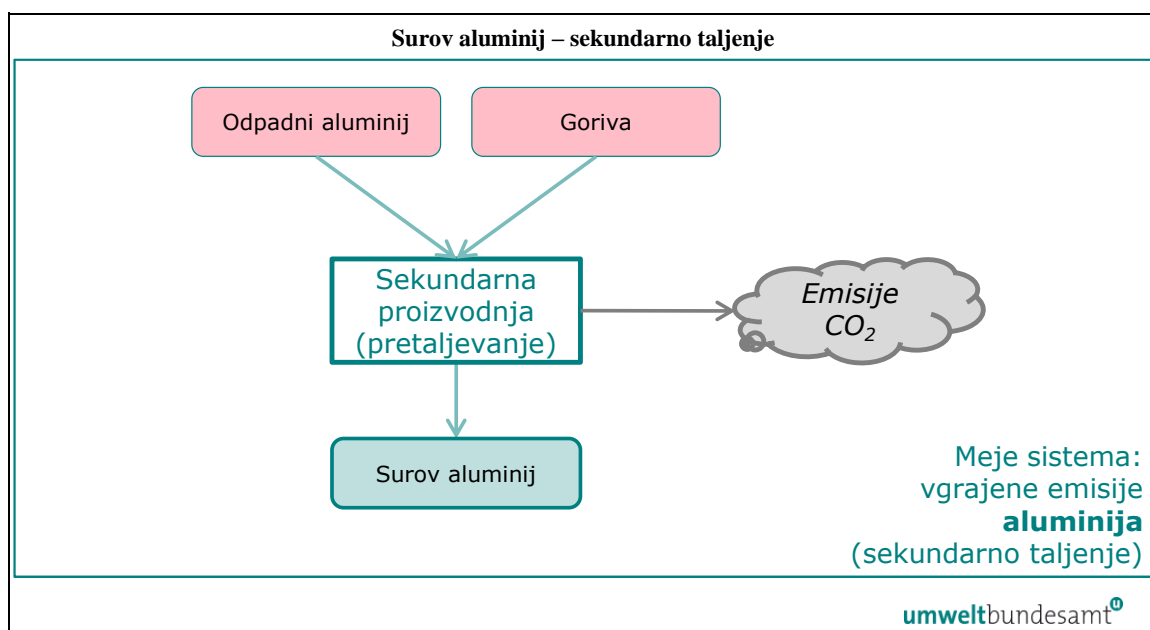 Surov aluminij – sekundarno taljenje
Odpadni aluminij
Goriva
Sekundarna
proizvodnja
(pretaljevanje)
Emisije
CO₂
Surov aluminij
Meje sistema:
vgrajene emisije
aluminija
(sekundarno taljenje)
umweltbundesamtᵘ